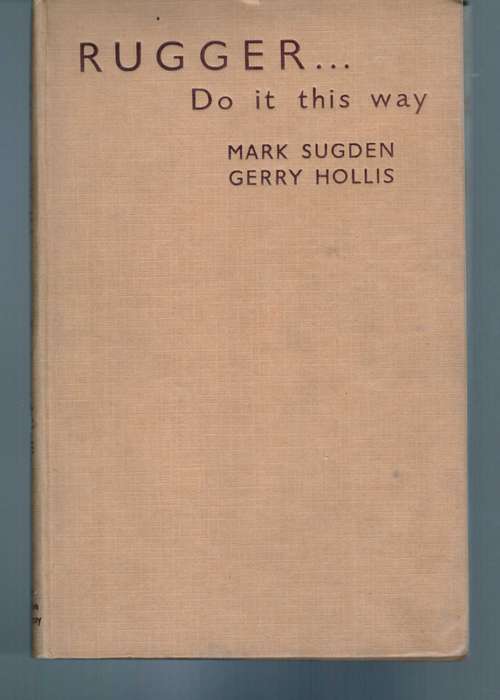 RUGGER...
Do it this way
MARK SUGDEN
GERRY HOLLIS